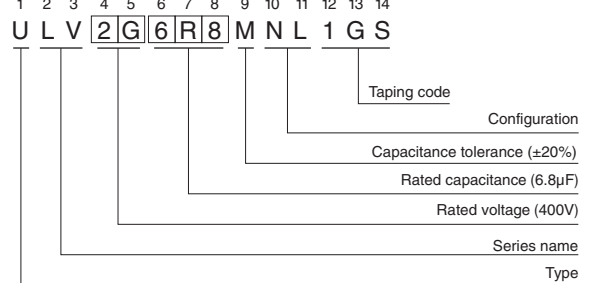 1 2 3 4 5 6 7 8 9 10 11 12 13 14
U L V 2 G 6 R 8 M N L 1 G S
Taping code
Configuration
Capacitance tolerance (±20%)
Rated capacitance (6.8µF)
Rated voltage (400V)
Series name
Type